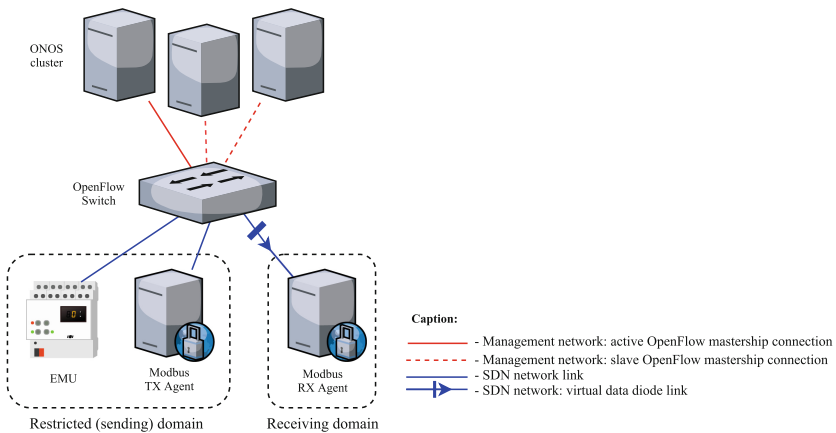 ONOS
cluster
OpenFlow
Switch
0:
EMU
Modbus
TX Agent
Modbus
RX Agent
Restricted (sending) domain
Receiving domain
Caption:
- Management network: active OpenFlow mastership connection
- Management network: slave OpenFlow mastership connection
- SDN network link
- SDN network: virtual data diode link